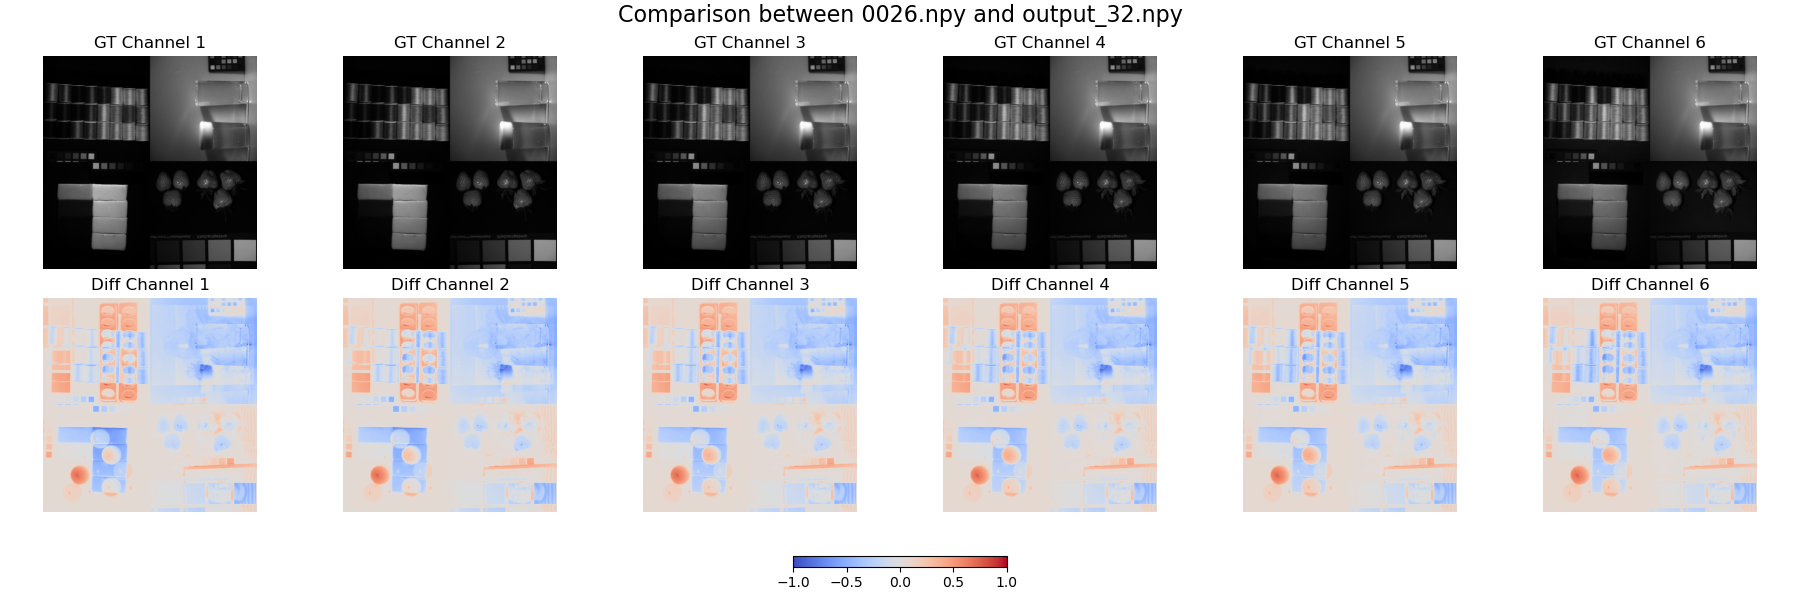 Comparison between 0026.npy and output_32.npy
GT Channel 1
GT Channel 2
GT Channel 3
GT Channel 4
GT Channel 5
GT Channel 6
Diff Channel 1
Diff Channel 2
Diff Channel 3
Diff Channel 4
Diff Channel 5
Diff Channel 6
−1.0 −0.5 0.0 0.5 1.0